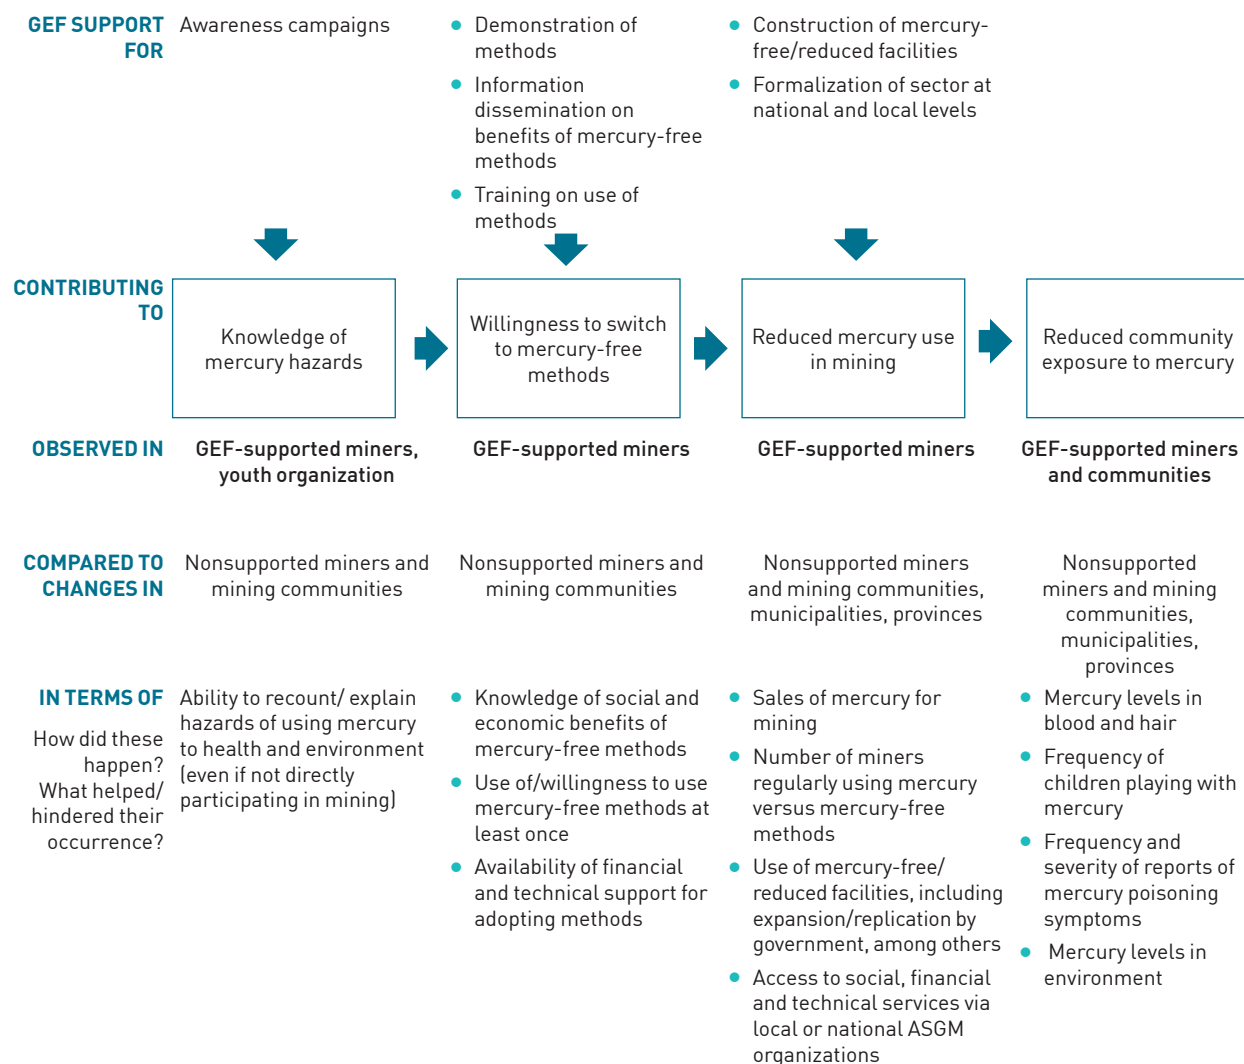 GEF SUPPORT
FOR
Awareness campaigns
Demonstration of
methods
Information
dissemination on
benefits of mercury-free
methods
Training on use of
methods
Construction of mercury-
free/reduced facilities
Formalization of sector at
national and local levels
CONTRIBUTING
TO
Knowledge of
mercury hazards
Willingness to switch
to mercury-free
methods
Reduced mercury use
in mining
Reduced community
exposure to mercury
OBSERVED IN
GEF-supported miners,
youth organization
GEF-supported miners
GEF-supported miners
GEF-supported miners
and communities
COMPARED TO
CHANGES IN
Nonsupported miners and
mining communities
Nonsupported miners and
mining communities
Nonsupported miners
and mining communities,
municipalities, provinces
Nonsupported
miners and mining
communities,
municipalities,
provinces
IN TERMS OF
How did these
happen?
What helped/
hindered their
occurrence?
Ability to recount/ explain
hazards of using mercury
to health and environment
(even if not directly
participating in mining)
Knowledge of social and
economic benefits of
mercury-free methods
Use of/willingness to use
mercury-free methods at
least once
Availability of financial
and technical support for
adopting methods
Sales of mercury for
mining
Number of miners
regularly using mercury
versus mercury-free
methods
Use of mercury-free/
reduced facilities, including
expansion/replication by
government, among others
Access to social, financial
and technical services via
local or national ASGM
organizations
Mercury levels in
blood and hair
Frequency of
children playing with
mercury
Frequency and
severity of reports of
mercury poisoning
symptoms
Mercury levels in
environment